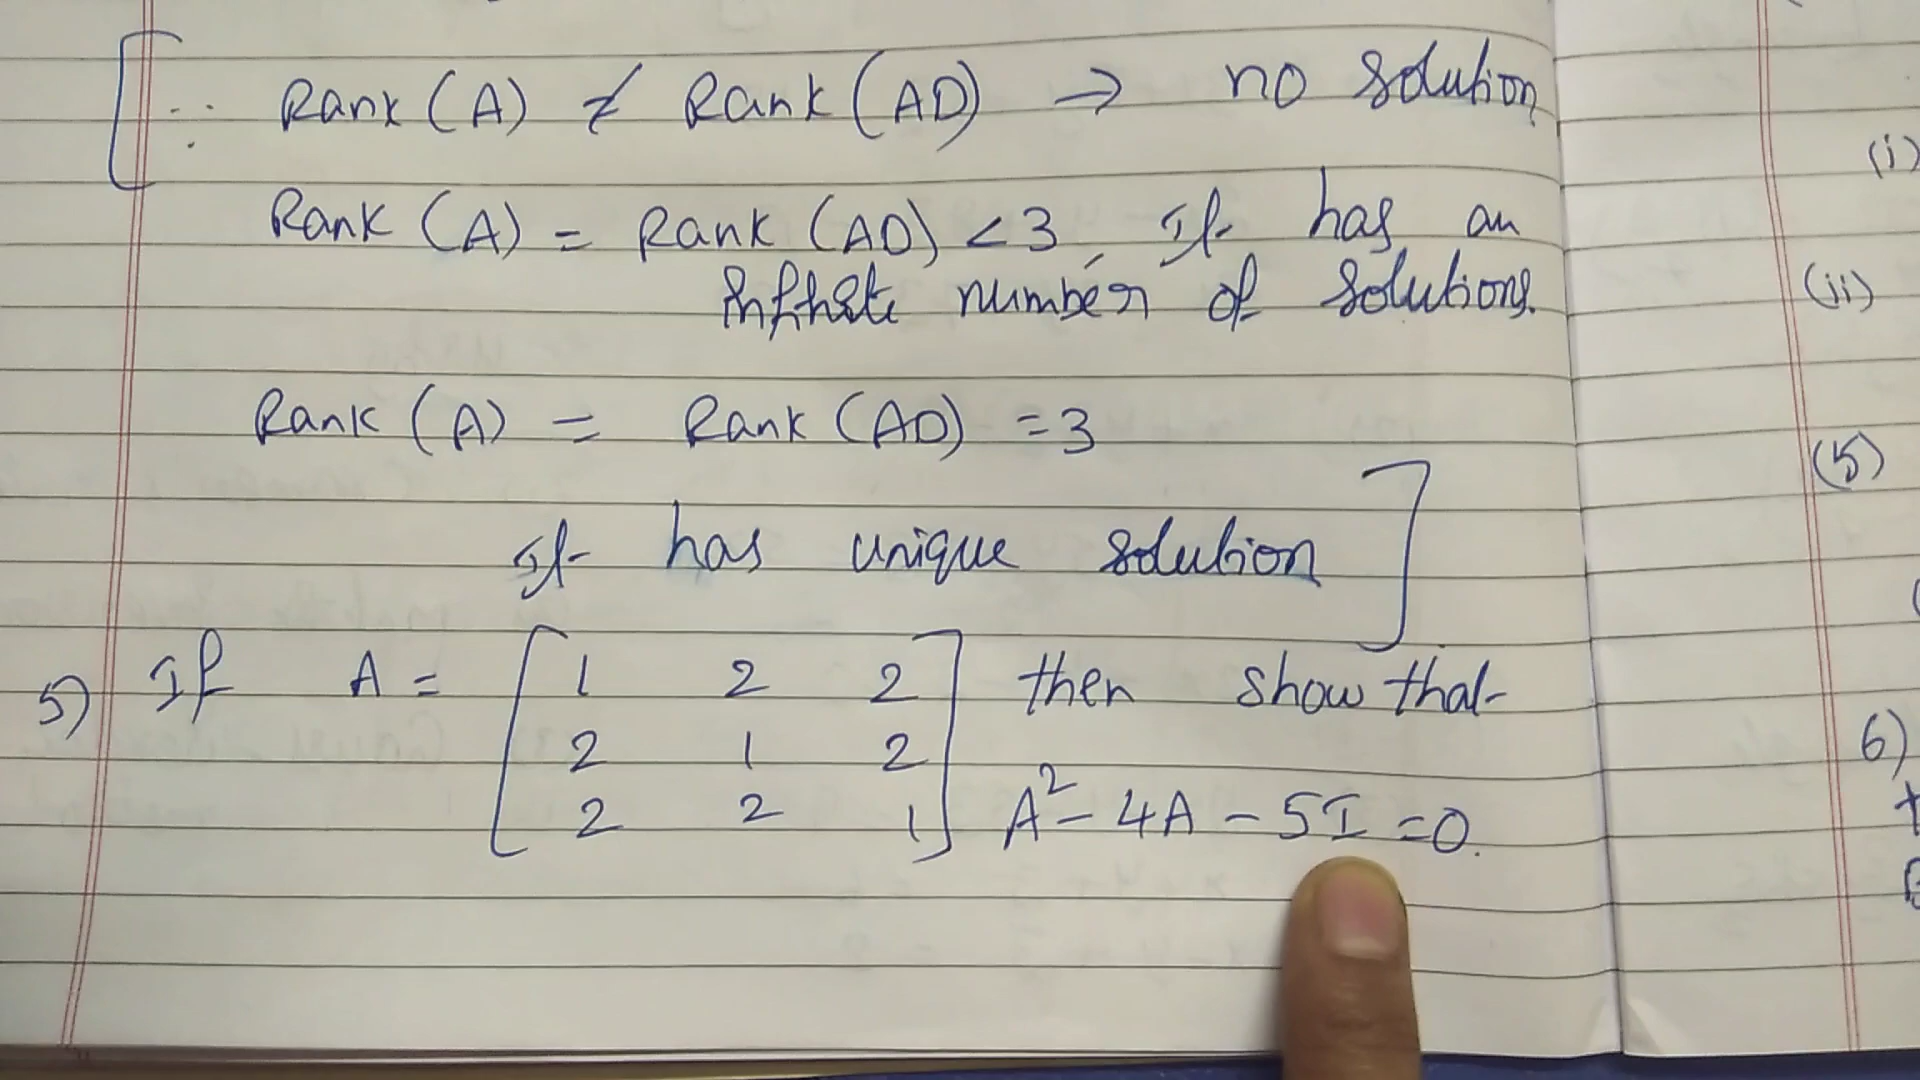 ∵ Rank (A) ≠ Rank (AD) → no solution
Rank (A) = Rank (AD) < 3, It has an
infinite number of solutions.
Rank (A) = Rank (AD) = 3
It has unique solution ]
5) If A = [ 1 2 2 ] then show that
2 1 2
2 2 1 A² - 4A - 5I = 0.
(i)
(ii)
(5)
6)